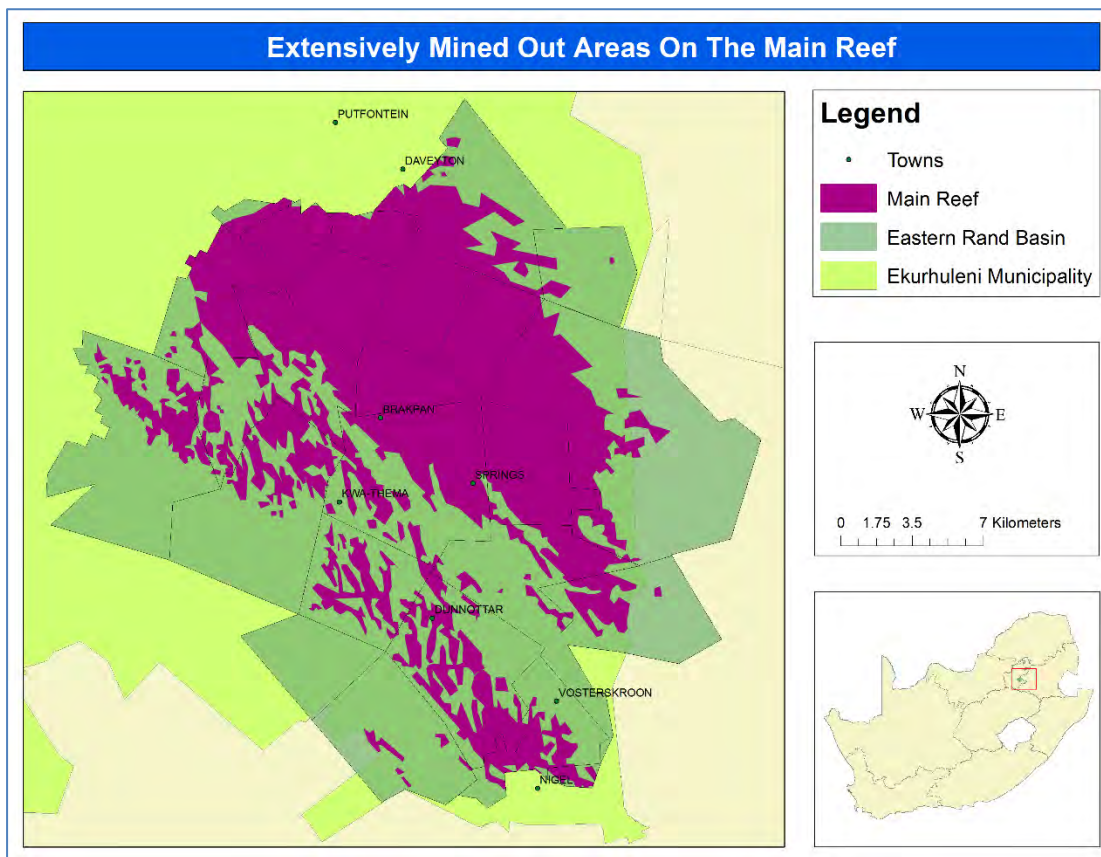 Extensively Mined Out Areas On The Main Reef
PUTFONTEIN
DAVEYTON
BRAKPAN
SPRINGS
KWA-THEMA
DUNNOTTAR
VOSTERSKROON
NIGEL
Legend
Towns
Main Reef
Eastern Rand Basin
Ekurhuleni Municipality
N
W E
S
0 1.75 3.5 7 Kilometers